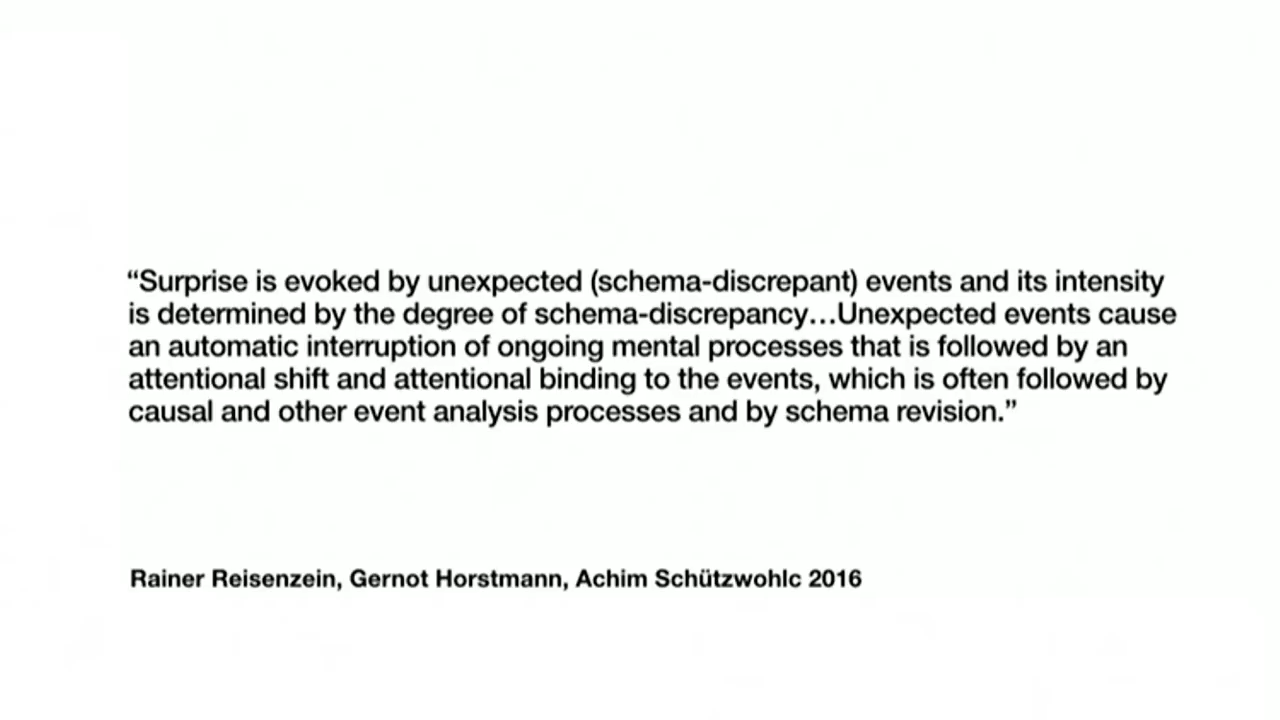 “Surprise is evoked by unexpected (schema-discrepant) events and its intensity
is determined by the degree of schema-discrepancy…Unexpected events cause
an automatic interruption of ongoing mental processes that is followed by an
attentional shift and attentional binding to the events, which is often followed by
causal and other event analysis processes and by schema revision.”
Rainer Reisenzein, Gernot Horstmann, Achim Schützwohlc 2016